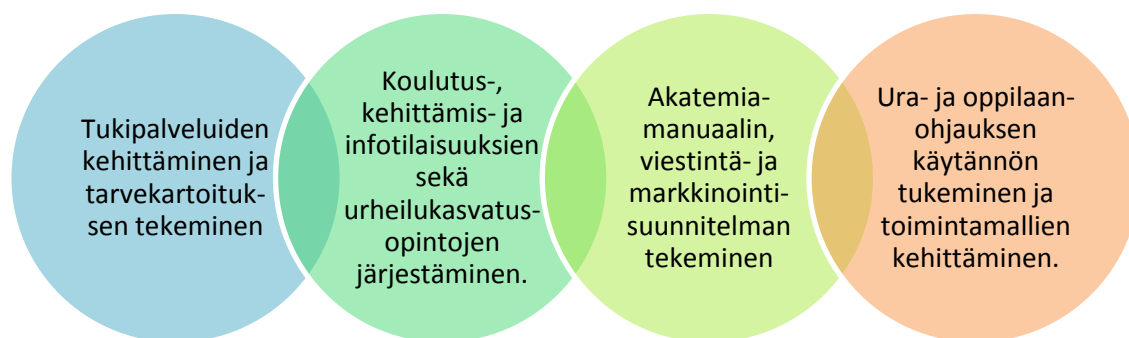 Tukipalveluiden
kehittäminen ja
tarvekartoituk-
sen tekeminen
Koulutus-,
kehittämis- ja
infotilaisuuksien
sekä
urheilukasvatus-
opintojen
järjestäminen.
Akatemia-
manuaalin,
viestintä- ja
markkinointi-
suunnitelman
tekeminen
Ura- ja oppilaan-
ohjauksen
käytännön
tukeminen ja
toimintamallien
kehittäminen.